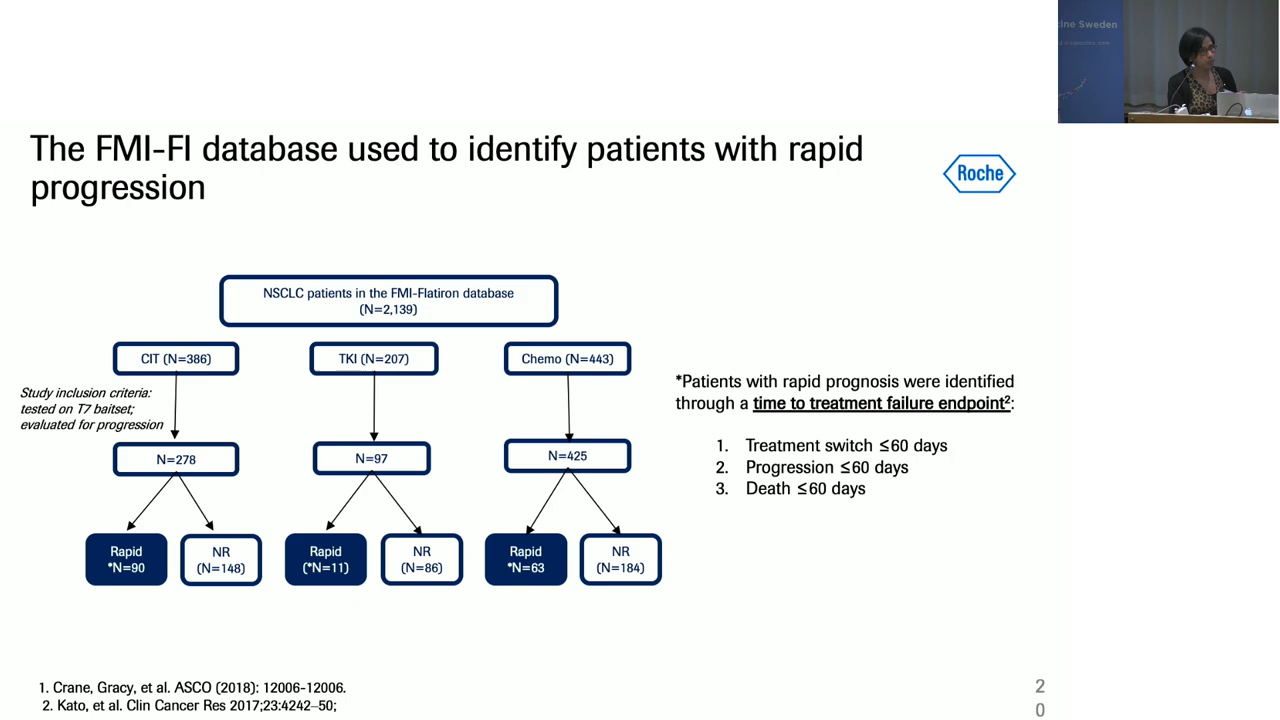 cine Sweden
The FMI-FI database used to identify patients with rapid
progression
Roche
NSCLC patients in the FMI-Flatiron database
(N=2,139)
CIT (N=386)
TKI (N=207)
Chemo (N=443)
Study inclusion criteria:
tested on T7 baitset;
evaluated for progression
N=278
N=97
N=425
Rapid
*N=90
NR
(N=148)
Rapid
(*N=11)
NR
(N=86)
Rapid
*N=63
NR
(N=184)
*Patients with rapid prognosis were identified
through a time to treatment failure endpoint²:
1. Treatment switch ≤60 days
2. Progression ≤60 days
3. Death ≤60 days
1. Crane, Gracy, et al. ASCO (2018): 12006-12006.
2. Kato, et al. Clin Cancer Res 2017;23:4242–50;
2
0